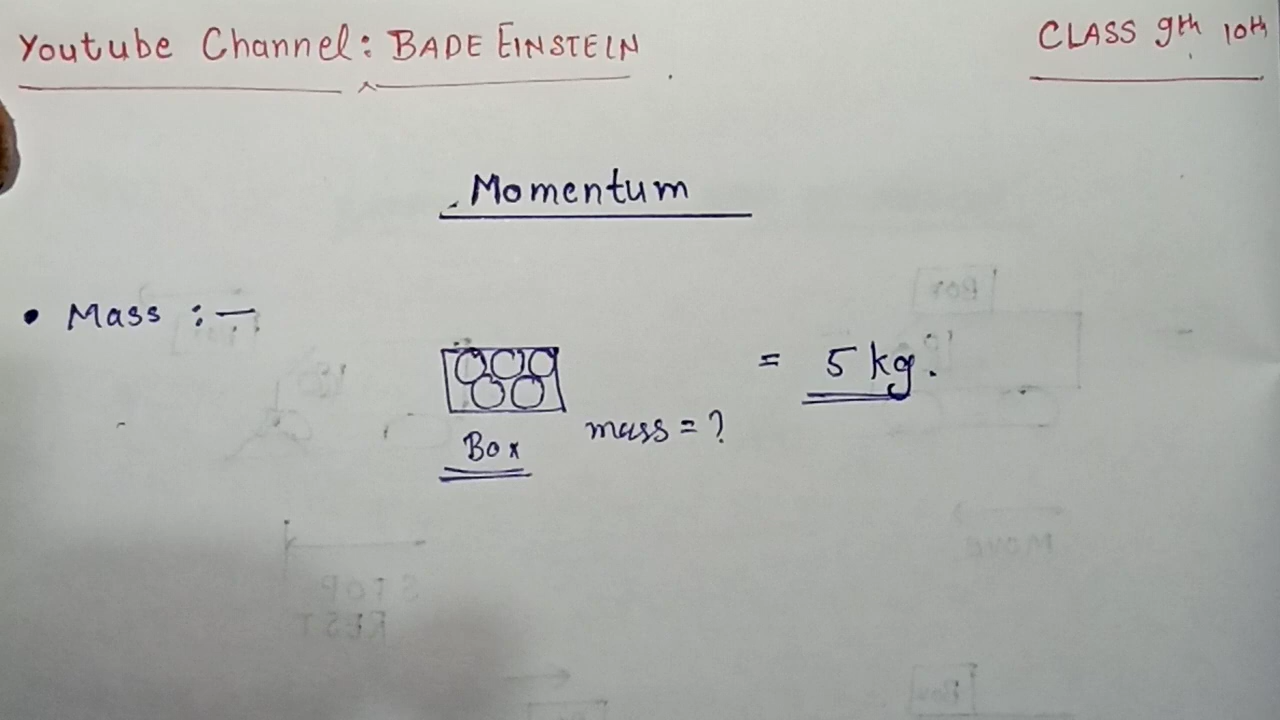 Youtube Channel: BADE EINSTEIN
CLASS 9th 10th
Momentum
• Mass :—
= 5 kg.
mass = ?
Box